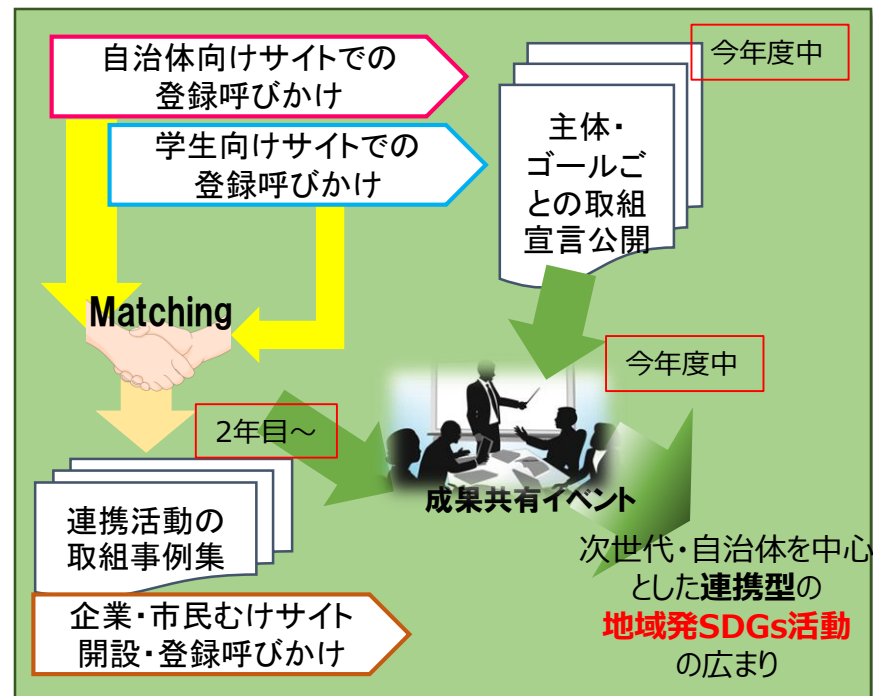 自治体向けサイトでの
登録呼びかけ
今年度中
学生向けサイトでの
登録呼びかけ
主体・
ゴールご
との取組
宣言公開
Matching
今年度中
2年目～
成果共有イベント
連携活動の
取組事例集
次世代・自治体を中心
とした連携型の
地域発SDGs活動
の広まり
企業・市民むけサイト
開設・登録呼びかけ